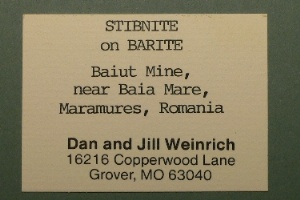 STIBNITE
on BARITE
Baiut Mine,
near Baia Mare,
Maramures, Romania
Dan and Jill Weinrich
16216 Copperwood Lane
Grover, MO 63040